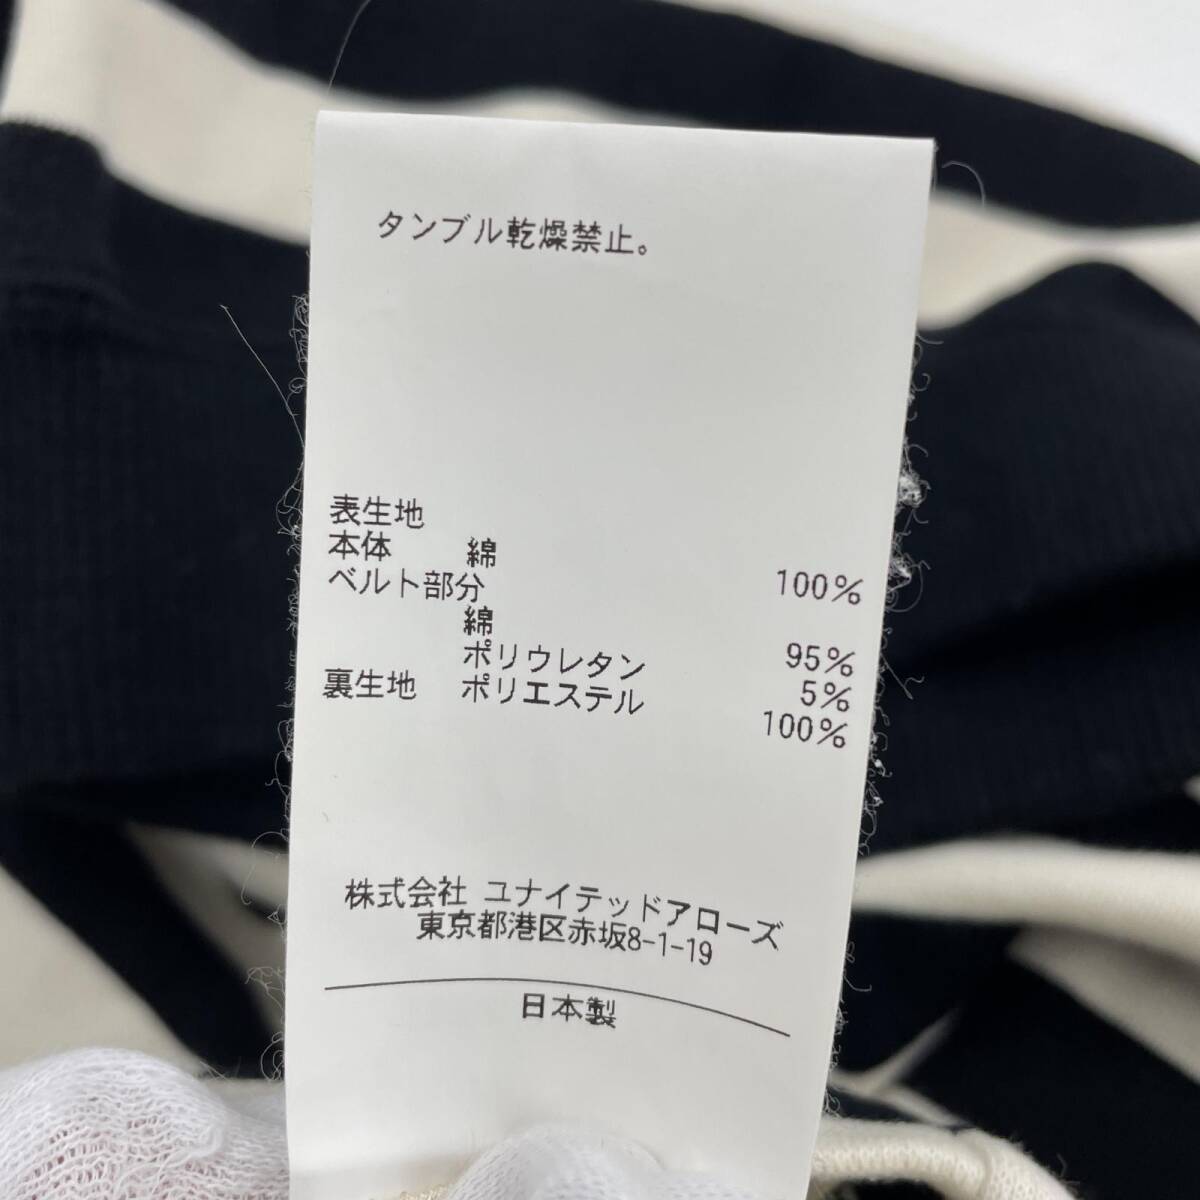 タンブル乾燥禁止。
表生地
本体 綿 100%
ベルト部分
綿 95%
ポリウレタン 5%
裏生地 ポリエステル 100%
株式会社 ユナイテッドアローズ
東京都港区赤坂8-1-19
日本製